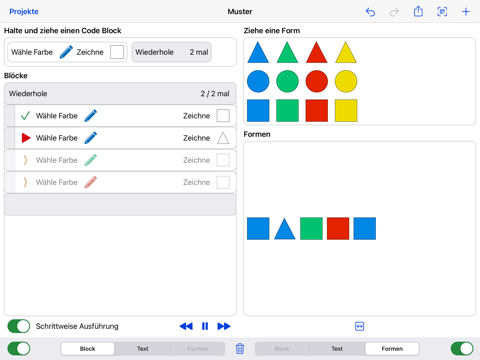 Projekte
Muster
Halte und ziehe einen Code Block
Wähle Farbe Zeichne
Wiederhole 2 mal
Blöcke
Wiederhole 2 / 2 mal
Wähle Farbe Zeichne
Wähle Farbe Zeichne
Wähle Farbe Zeichne
Wähle Farbe Zeichne
Schrittweise Ausführung
Block Text Formen
Ziehe eine Form
Formen
Block Text Formen